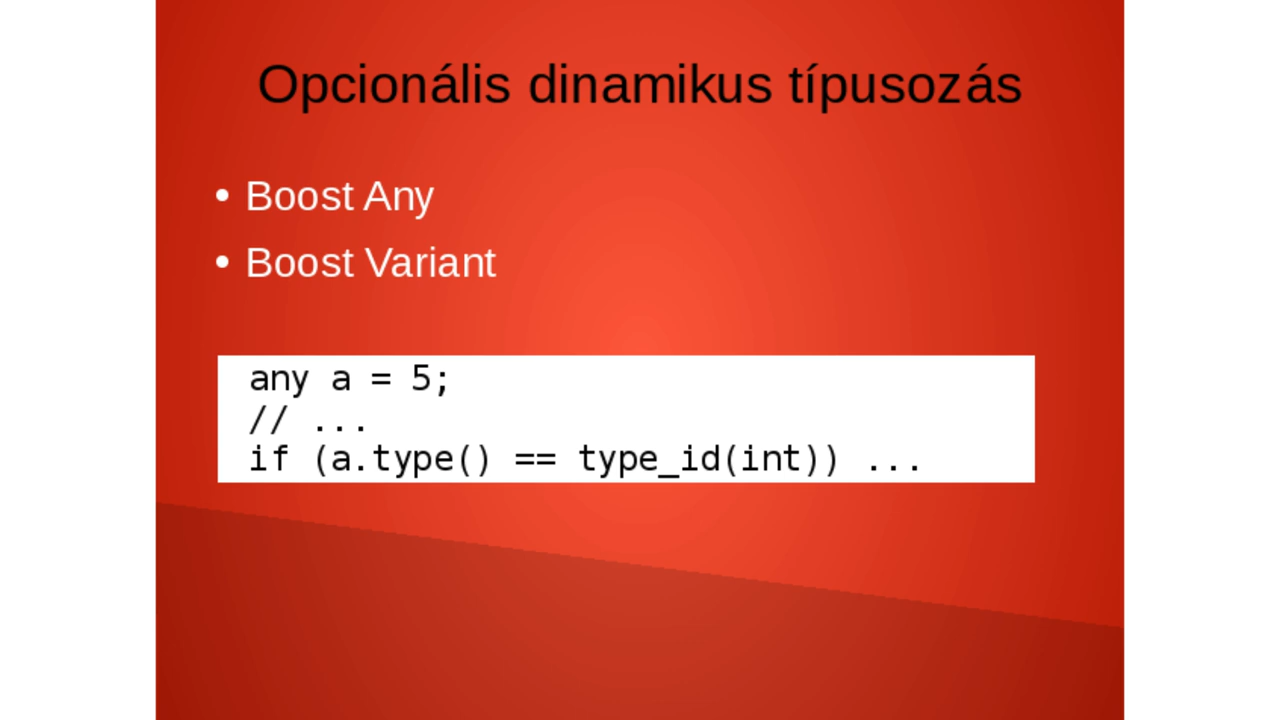 Opcionális dinamikus típusozás
• Boost Any
• Boost Variant
any a = 5;
// ...
if (a.type() == type_id(int)) ...